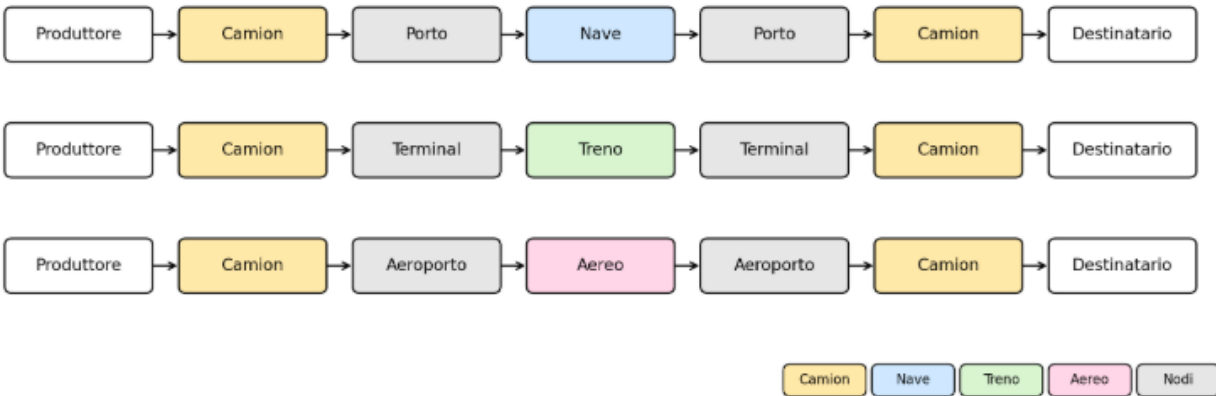 Produttore Camion Porto Nave Porto Camion Destinatario
Produttore Camion Terminal Treno Terminal Camion Destinatario
Produttore Camion Aeroporto Aereo Aeroporto Camion Destinatario
Camion Nave Treno Aereo Nodi